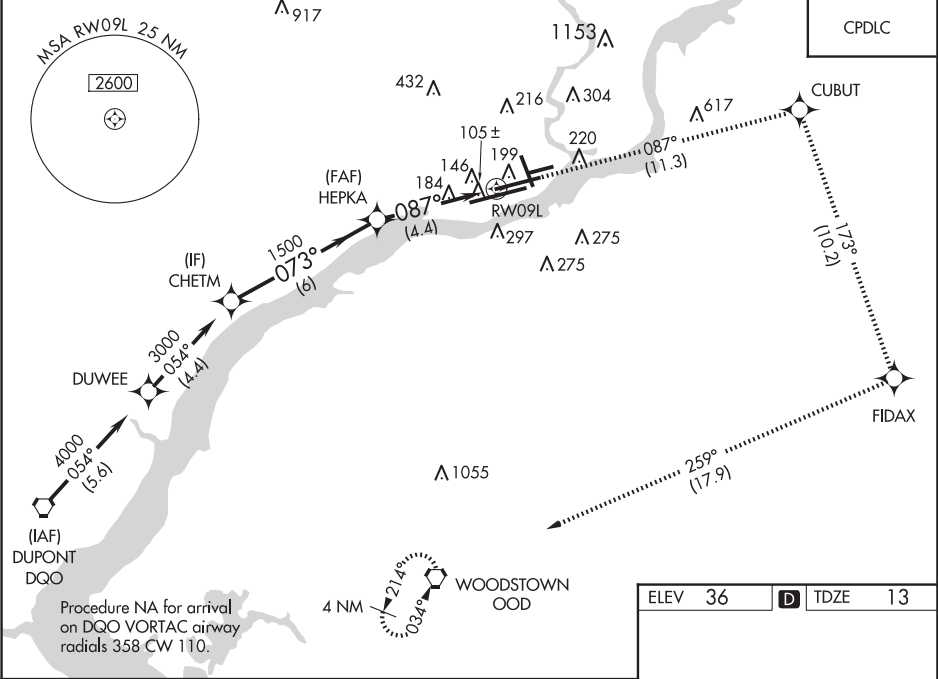 917
MSA RW09L 25 NM
2600
1153
CPDLC
432
216
304
617
CUBUT
105 ±
220
199
146
184
087°
(11.3)
(FAF)
HEPKA
087°
(4.4)
RW09L
297
275
275
173°
(10.2)
1500
073°
(6)
(IF)
CHETM
3000
054°
(4.4)
DUWEE
4000
054°
(5.6)
FIDAX
259°
(17.9)
1055
(IAF)
DUPONT
DQO
214°
034°
4 NM
WOODSTOWN
OOD
Procedure NA for arrival
on DQO VORTAC airway
radials 358 CW 110.
ELEV 36 D TDZE 13